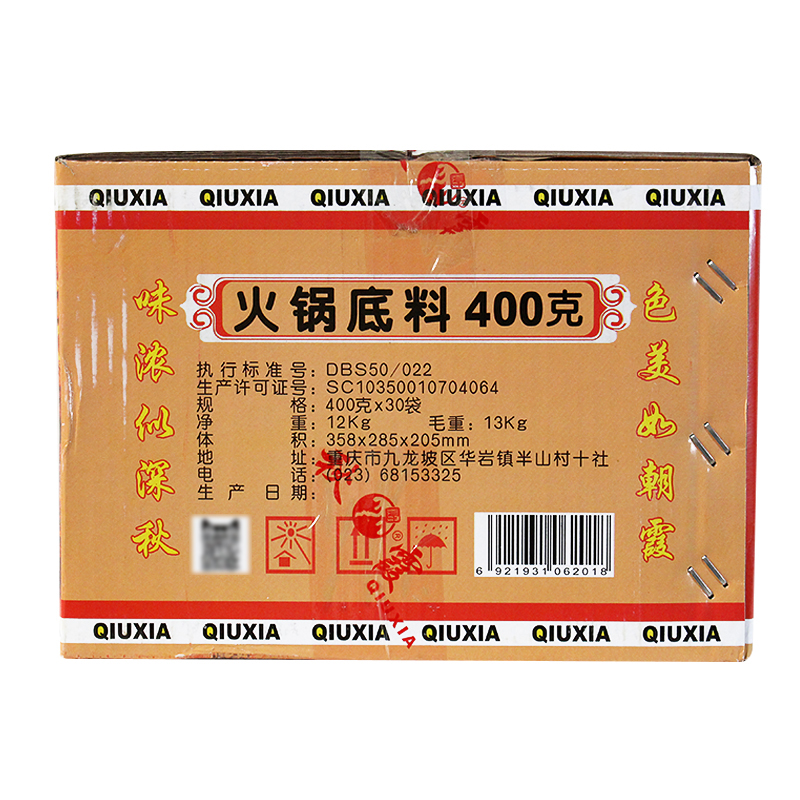 QIUXIA QIUXIA QIUXIA QIUXIA QIUXIA QIUXIA
味浓似深秋
火锅底料 400克
执行标准号：DBS50/022
生产许可证号：SC10350010704064
规格：400克x30袋
净重：12Kg 毛重：13Kg
体积：358x285x205mm
地址：重庆市九龙坡区华岩镇半山村十社
电话：(023) 68153325
生产日期：
色美如朝霞
秋霞
®
QIUXIA
6 921931 062018
QIUXIA QIUXIA QIUXIA QIUXIA QIUXIA QIUXIA